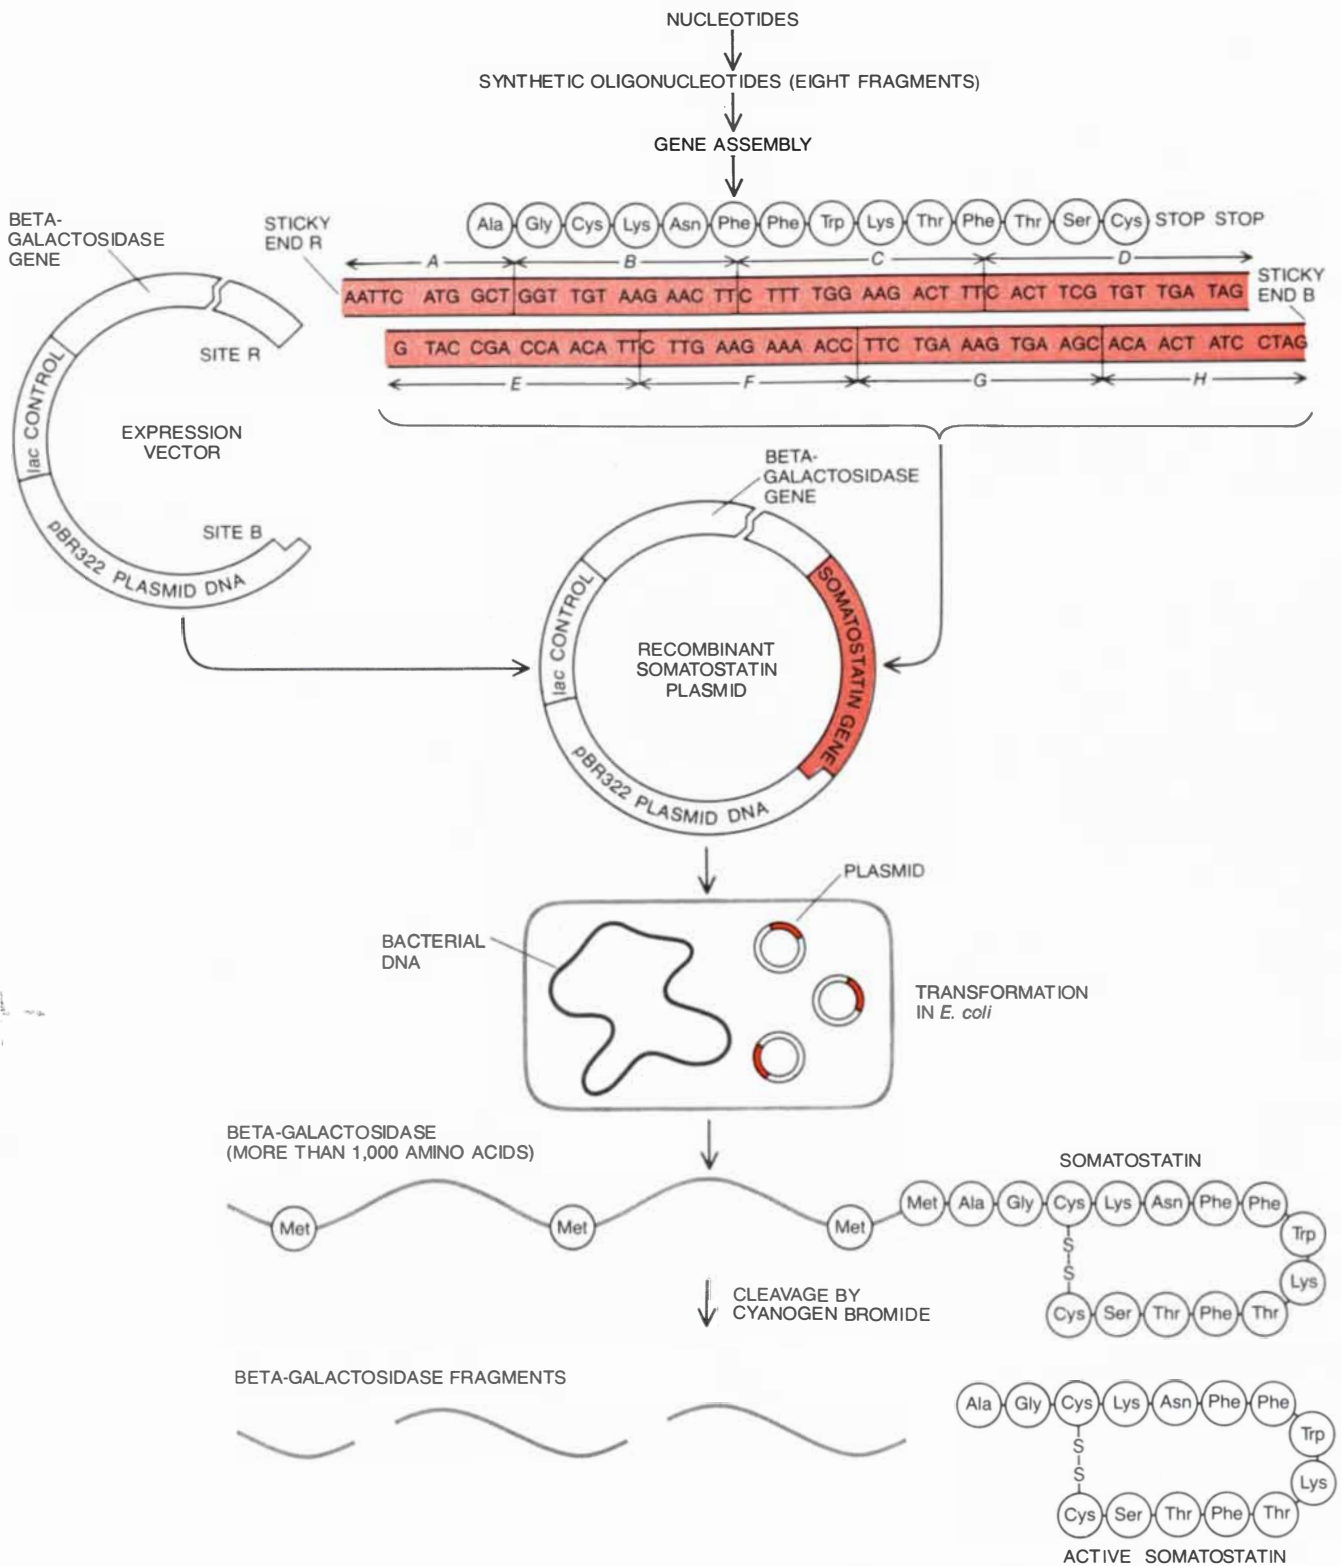 NUCLEOTIDES
SYNTHETIC OLIGONUCLEOTIDES (EIGHT FRAGMENTS)
GENE ASSEMBLY
BETA-
GALACTOSIDASE
GENE
STICKY
END R
Ala Gly Cys Lys Asn Phe Phe Trp Lys Thr Phe Thr Ser Cys STOP STOP
A B C D
AATTC ATG GCT GGT TGT AAG AAC TTC TTT TGG AAG ACT TTC ACT TCG TGT TGA TAG
STICKY
END B
G TAC CGA CCA ACA TTC TTG AAG AAA ACC TTC TGA AAG TGA AGC ACA ACT ATC CTAG
E F G H
SITE R
lac CONTROL
EXPRESSION
VECTOR
SITE B
pBR322 PLASMID DNA
BETA-
GALACTOSIDASE
GENE
lac CONTROL
SOMATOSTATIN GENE
RECOMBINANT
SOMATOSTATIN
PLASMID
pBR322 PLASMID DNA
PLASMID
BACTERIAL
DNA
TRANSFORMATION
IN E. coli
BETA-GALACTOSIDASE
(MORE THAN 1,000 AMINO ACIDS)
SOMATOSTATIN
Met Met Met Met Ala Gly Cys Lys Asn Phe Phe
Trp
S
S
Lys
Cys Ser Thr Phe Thr
CLEAVAGE BY
CYANOGEN BROMIDE
BETA-GALACTOSIDASE FRAGMENTS
Ala Gly Cys Lys Asn Phe Phe
Trp
S
S
Lys
Cys Ser Thr Phe Thr
ACTIVE SOMATOSTATIN